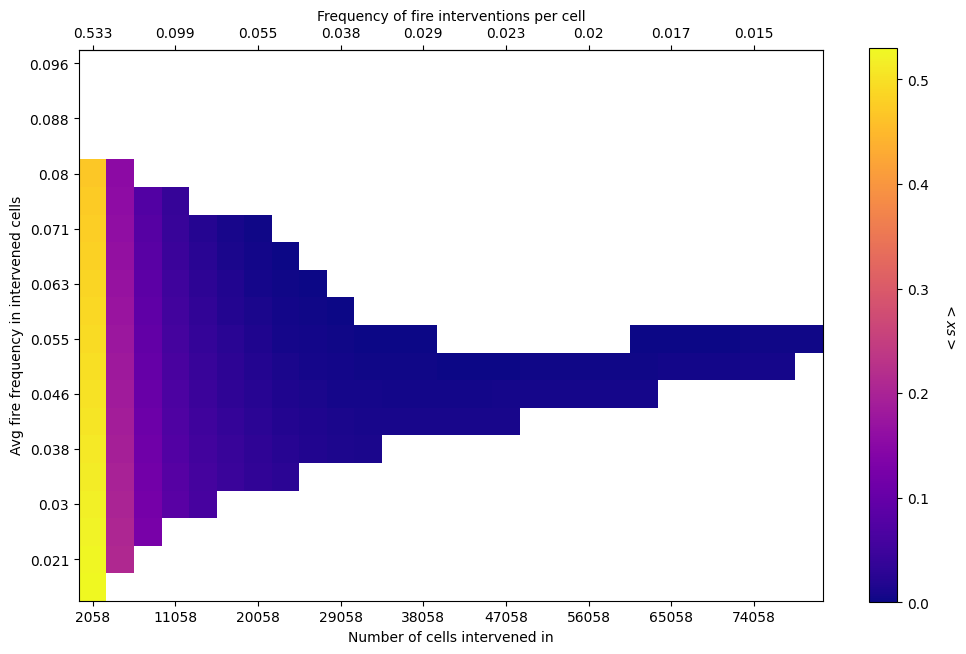 Frequency of fire interventions per cell
0.533 0.099 0.055 0.038 0.029 0.023 0.02 0.017 0.015
0.096
0.088
0.08
0.071
0.063
0.055
0.046
0.038
0.03
0.021
Avg fire frequency in intervened cells
2058 11058 20058 29058 38058 47058 56058 65058 74058
Number of cells intervened in
0.5
0.4
0.3
0.2
0.1
0.0
< sx >